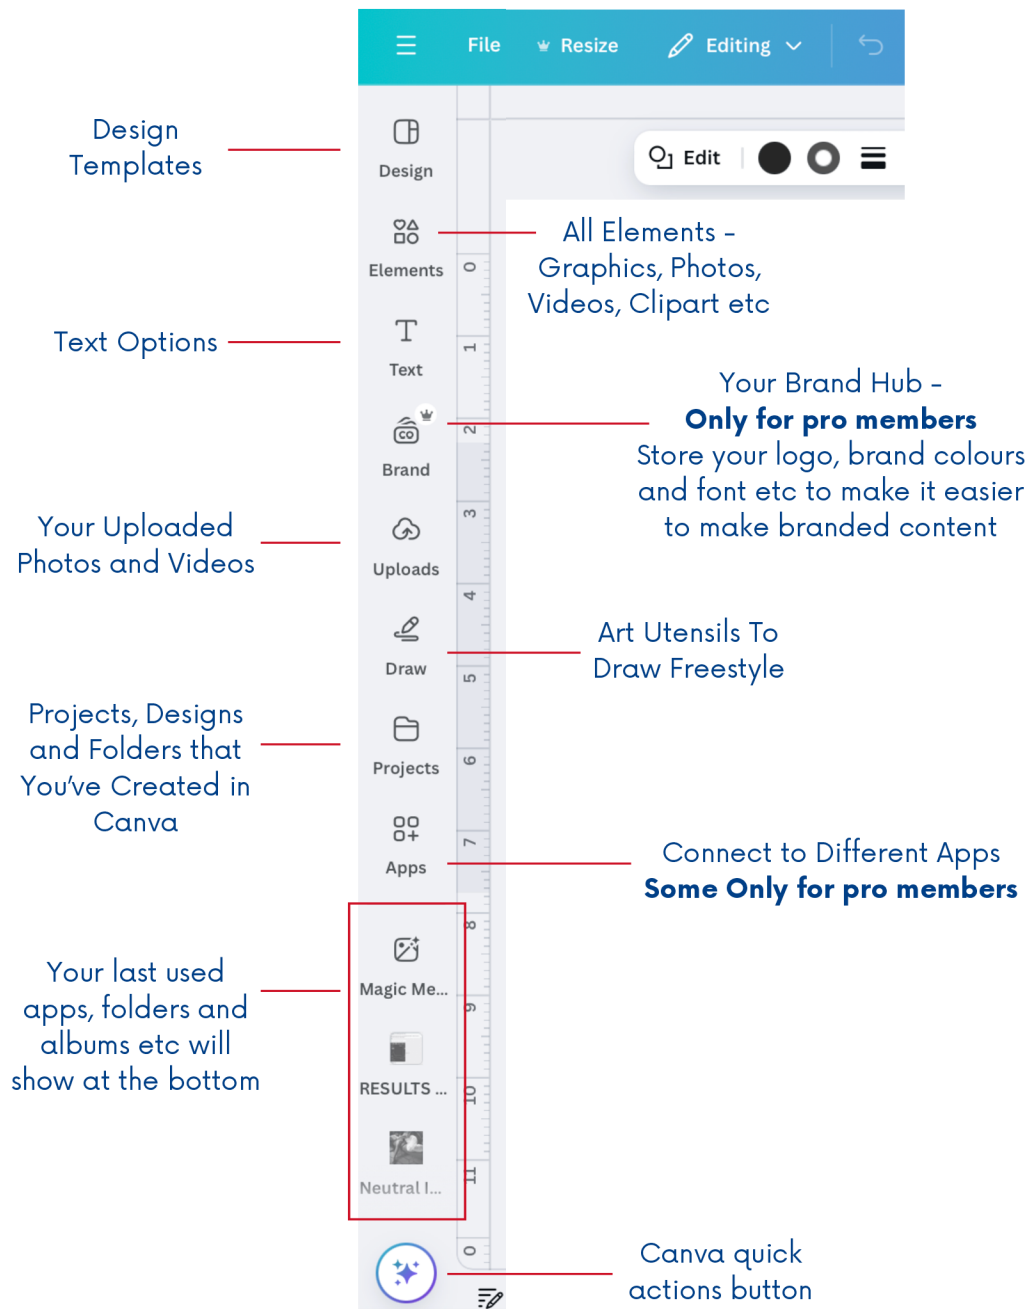 File Resize Editing
Design
Templates
Design
Edit
All Elements -
Graphics, Photos,
Videos, Clipart etc
Elements
0
Text Options
Text
1
Your Brand Hub -
Only for pro members
Store your logo, brand colours
and font etc to make it easier
to make branded content
CO
Brand
2
Your Uploaded
Photos and Videos
Uploads
3
4
Art Utensils To
Draw Freestyle
Draw
5
Projects, Designs
and Folders that
You've Created in
Canva
Projects
6
Connect to Different Apps
Some Only for pro members
Apps
7
8
Your last used
apps, folders and
albums etc will
show at the bottom
Magic Me...
9
RESULTS ...
10
Neutral I...
11
0
Canva quick
actions button